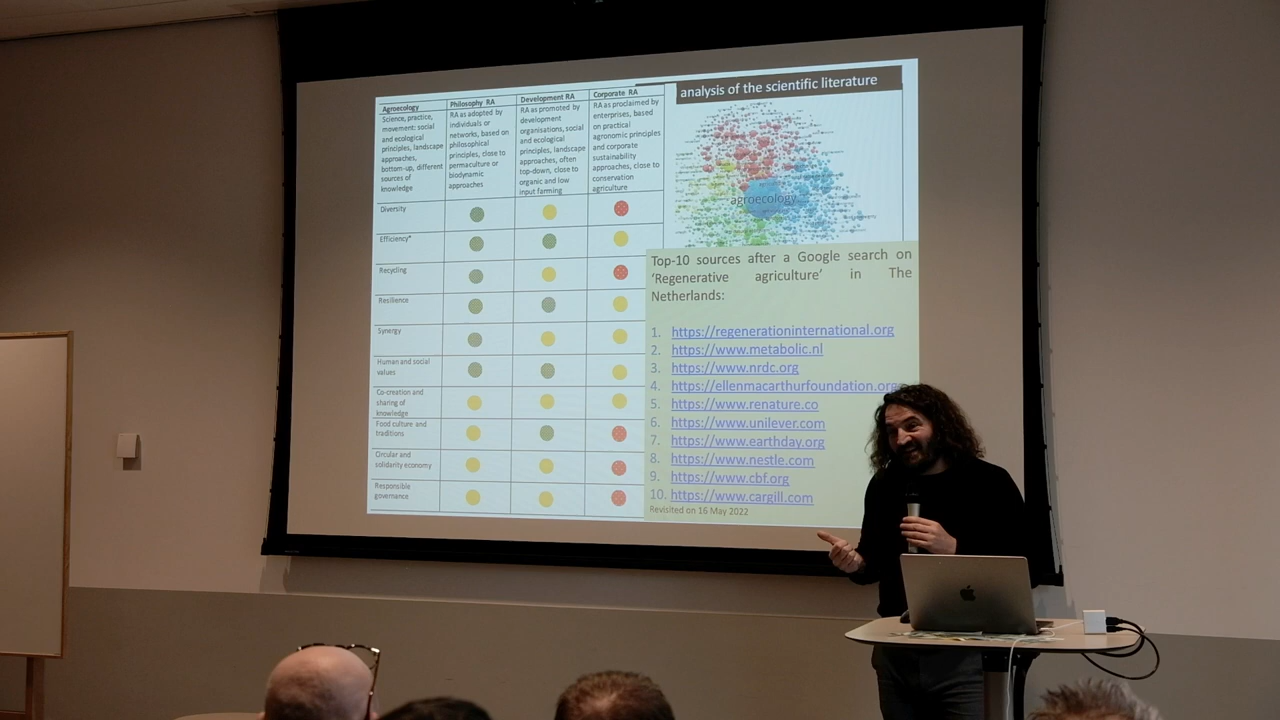 Agroecology
Science, practice,
movement: social
and ecological
principles, landscape
approaches,
bottom-up, different
sources of
knowledge
Philosophy RA
RA as adopted by
individuals or
networks, based on
philosophical
principles, close to
permaculture or
biodynamic
approaches
Development RA
RA as promoted by
development
organisations, social
and ecological
principles, landscape
approaches, often
top-down, close to
organic and low
input farming
Corporate RA
RA as proclaimed by
enterprises, based
on practical
agronomic principles
and corporate
sustainability
approaches, close to
conservation
agriculture
Diversity
Efficiency*
Recycling
Resilience
Synergy
Human and social
values
Co-creation and
sharing of
knowledge
Food culture and
traditions
Circular and
solidarity economy
Responsible
governance
analysis of the scientific literature
agroecology
Top-10 sources after a Google search on
‘Regenerative agriculture’ in The
Netherlands:
1. https://regenerationinternational.org
2. https://www.metabolic.nl
3. https://www.nrdc.org
4. https://ellenmacarthurfoundation.org
5. https://www.renature.co
6. https://www.unilever.com
7. https://www.earthday.org
8. https://www.nestle.com
9. https://www.cbf.org
10. https://www.cargill.com
Revisited on 16 May 2022